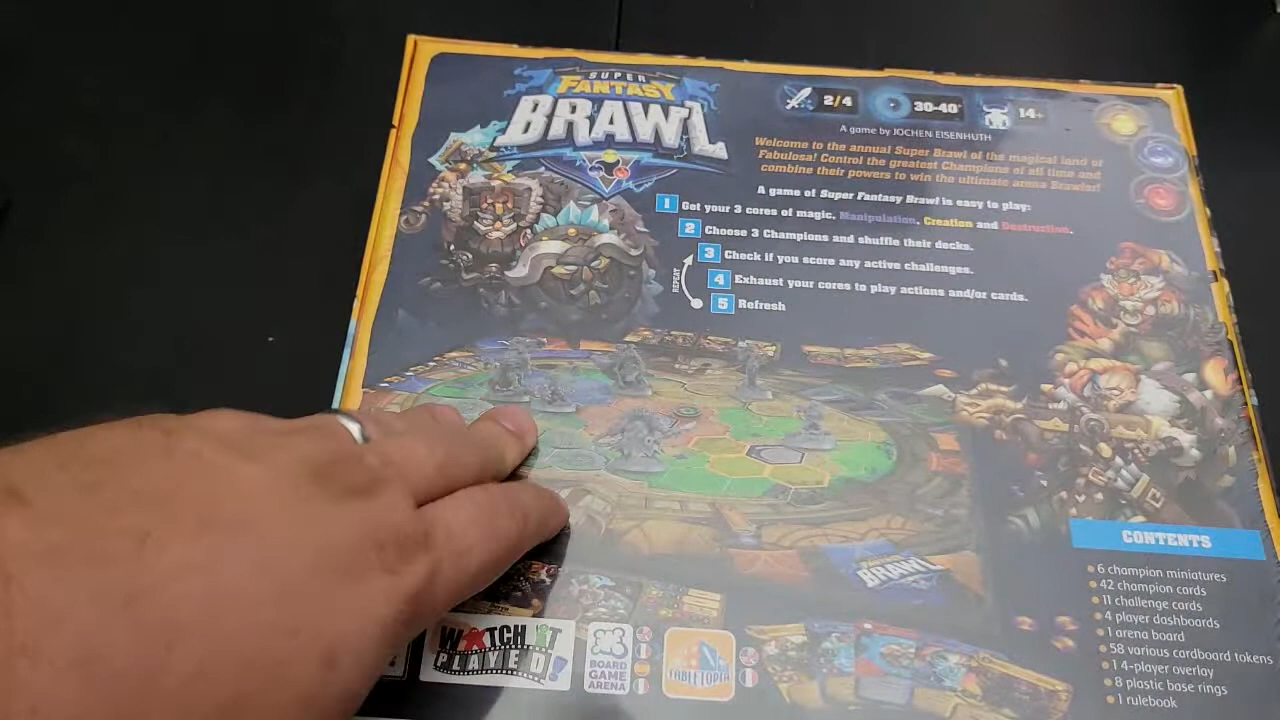 SUPER
FANTASY
BRAWL
2/4
30-40'
14+
A game by JOCHEN EISENHUTH
Welcome to the annual Super Brawl of the magical land of
Fabulosa! Control the greatest Champions of all time and
combine their powers to win the ultimate arena Brawler!
A game of Super Fantasy Brawl is easy to play:
1 Get your 3 cores of magic, Manipulation, Creation and Destruction.
2 Choose 3 Champions and shuffle their decks.
3 Check if you score any active challenges.
4 Exhaust your cores to play actions and/or cards.
5 Refresh
REPEAT
BRAWL
CONTENTS
• 6 champion miniatures
• 42 champion cards
• 11 challenge cards
• 4 player dashboards
• 1 arena board
• 58 various cardboard tokens
• 1 4-player overlay
• 8 plastic base rings
• 1 rulebook
WATCH IT
PLAYED!
BOARD
GAME
ARENA
TABLETOPIA